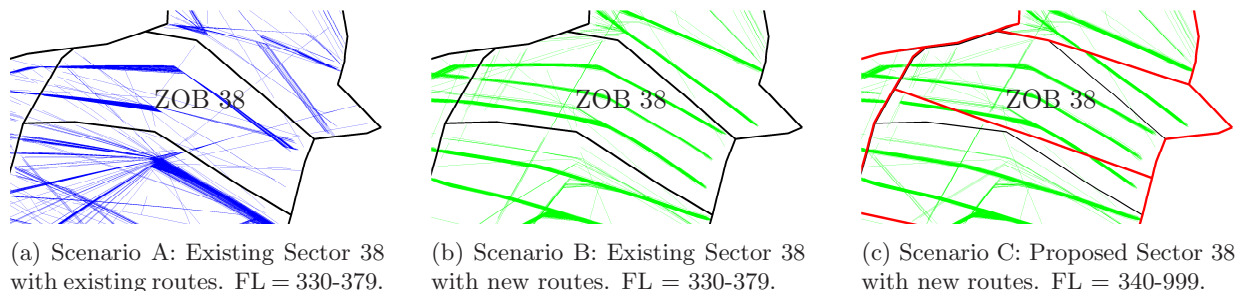 ZOB 38
ZOB 38
ZOB 38
(a) Scenario A: Existing Sector 38
with existing routes. FL = 330-379.
(b) Scenario B: Existing Sector 38
with new routes. FL = 330-379.
(c) Scenario C: Proposed Sector 38
with new routes. FL = 340-999.